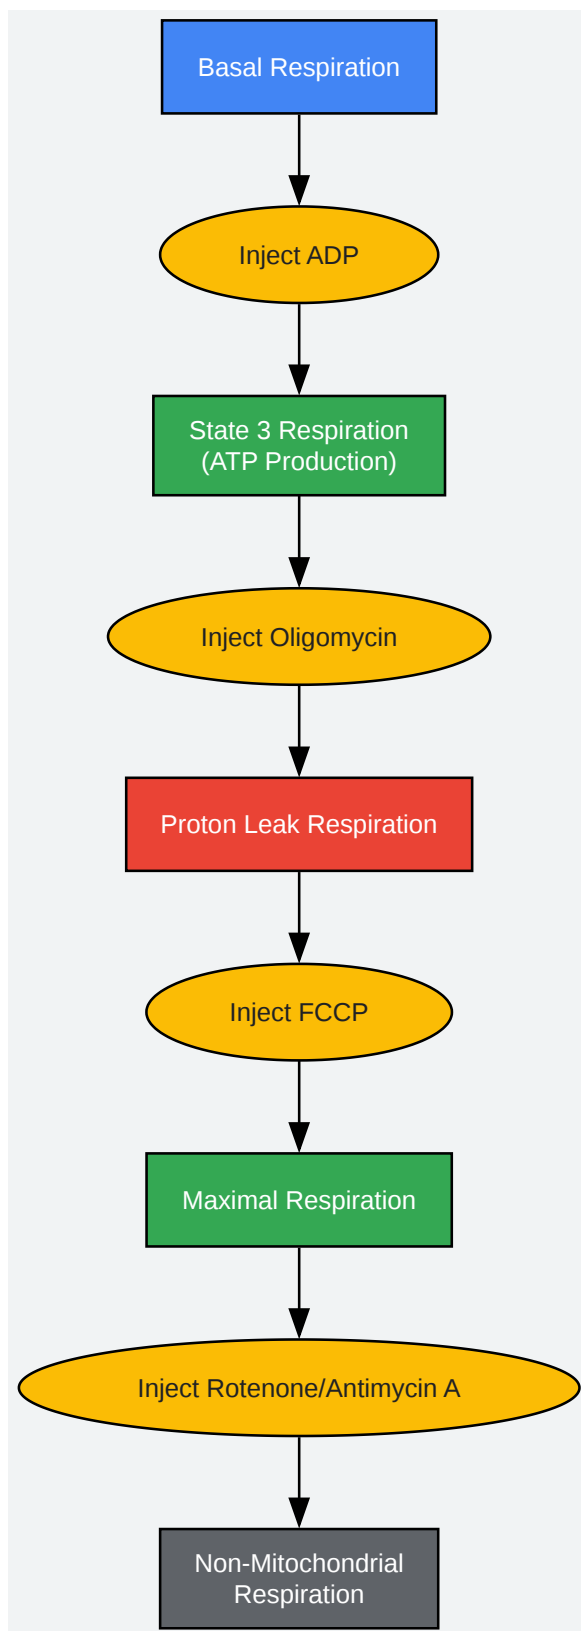 Basal Respiration
Inject ADP
State 3 Respiration
(ATP Production)
Inject Oligomycin
Proton Leak Respiration
Inject FCCP
Maximal Respiration
Inject Rotenone/Antimycin A
Non-Mitochondrial
Respiration